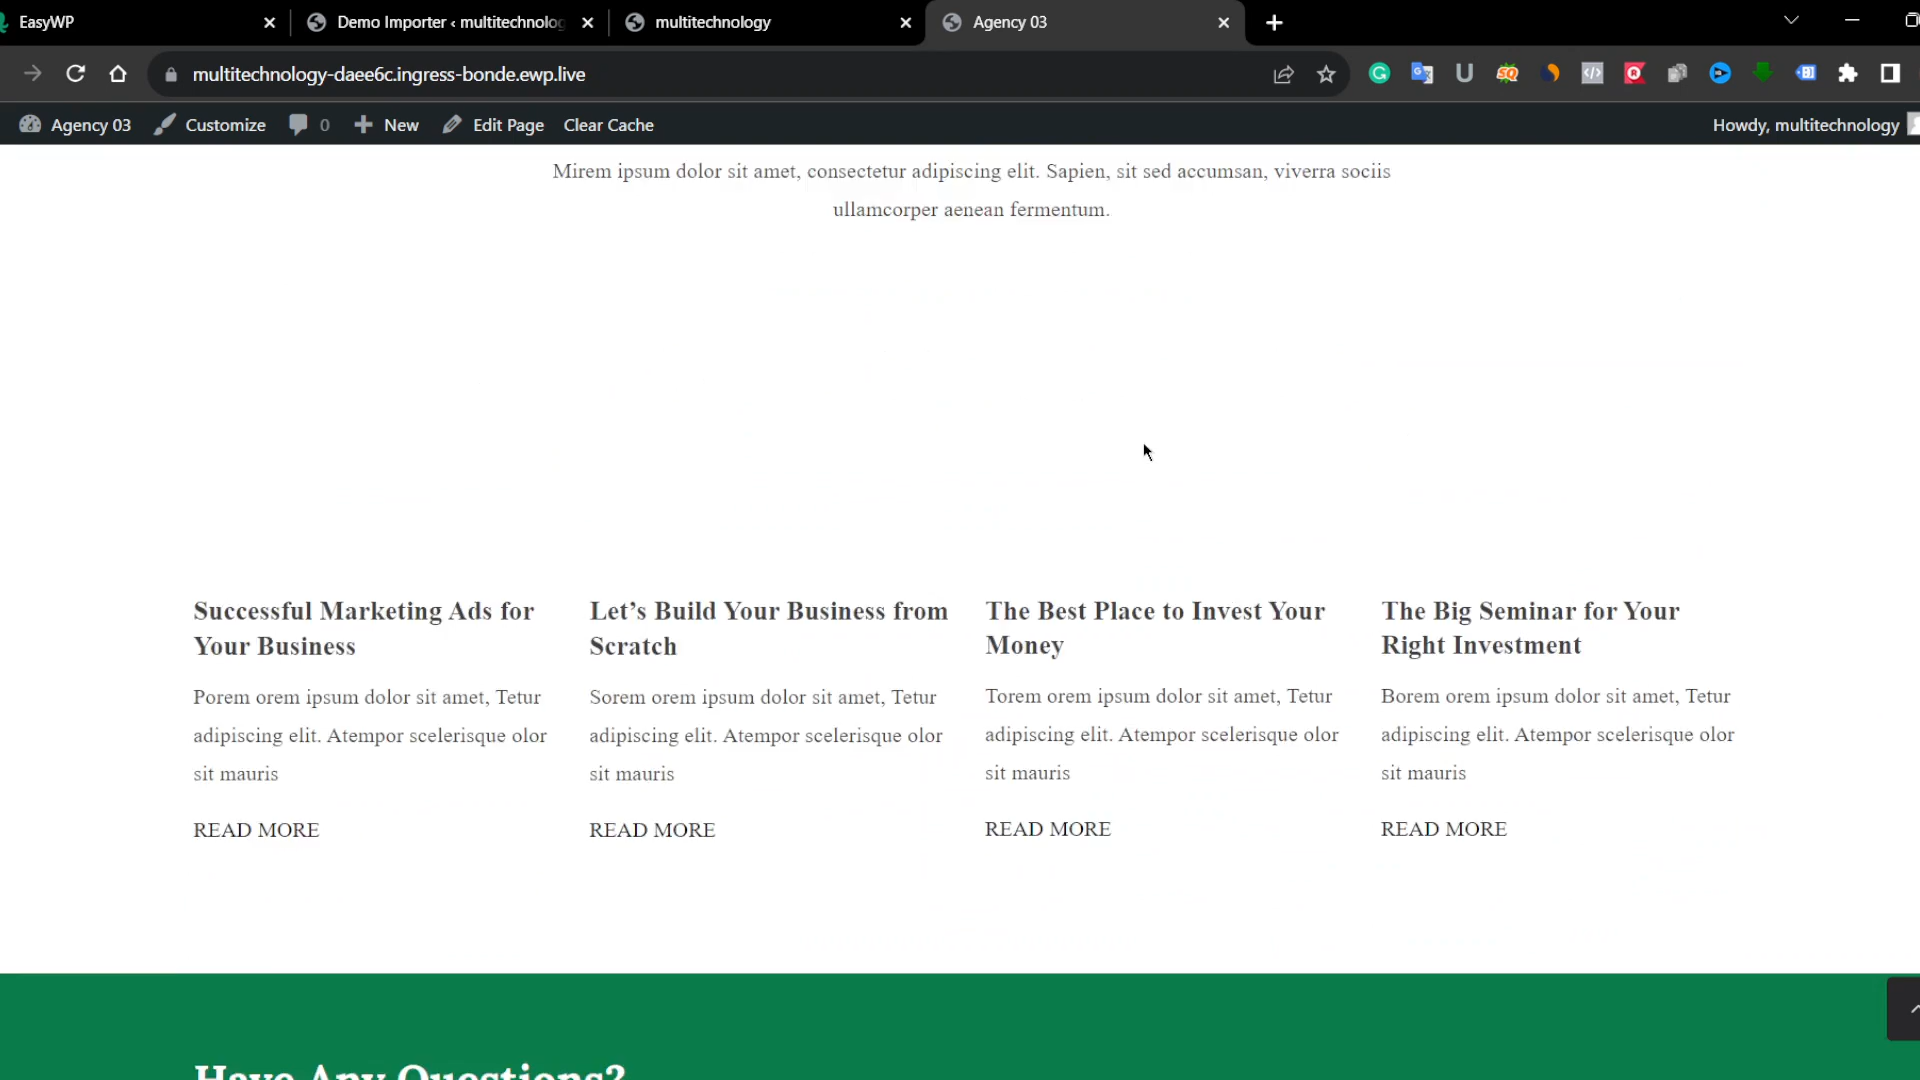 EasyWP
Demo Importer ‹ multitechnolog
multitechnology
Agency 03
multitechnology-daee6c.ingress-bonde.ewp.live
Agency 03
Customize
0
New
Edit Page
Clear Cache
Howdy, multitechnology
Mirem ipsum dolor sit amet, consectetur adipiscing elit. Sapien, sit sed accumsan, viverra sociis
ullamcorper aenean fermentum.
Successful Marketing Ads for
Your Business
Porem orem ipsum dolor sit amet, Tetur
adipiscing elit. Atempor scelerisque olor
sit mauris
READ MORE
Let’s Build Your Business from
Scratch
Sorem orem ipsum dolor sit amet, Tetur
adipiscing elit. Atempor scelerisque olor
sit mauris
READ MORE
The Best Place to Invest Your
Money
Torem orem ipsum dolor sit amet, Tetur
adipiscing elit. Atempor scelerisque olor
sit mauris
READ MORE
The Big Seminar for Your
Right Investment
Borem orem ipsum dolor sit amet, Tetur
adipiscing elit. Atempor scelerisque olor
sit mauris
READ MORE
Have Any Questions?